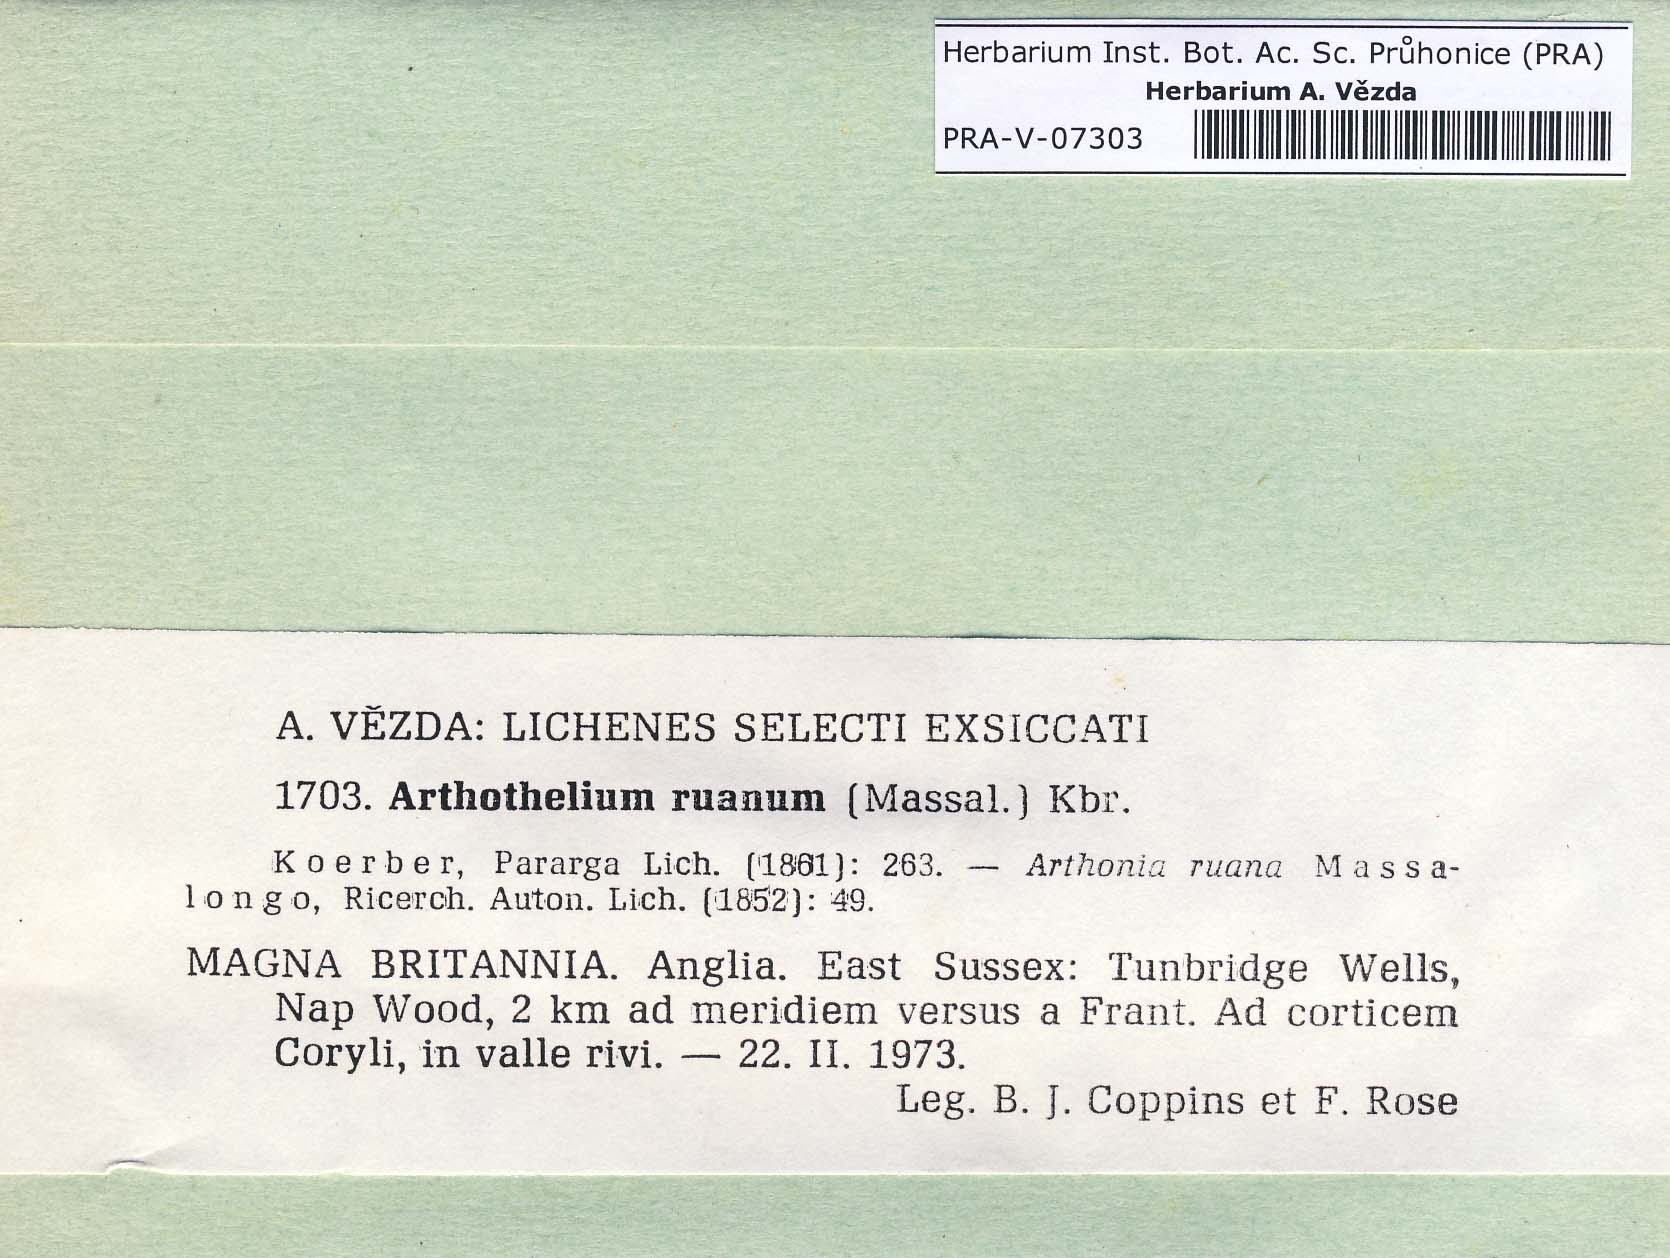 Herbarium Inst. Bot. Ac. Sc. Průhonice (PRA)
Herbarium A. Vězda
PRA-V-07303
A. VĚZDA: LICHENES SELECTI EXSICCATI
1703. Arthothelium ruanum (Massal.) Kbr.
Koerber, Pararga Lich. (1861): 263. — Arthonia ruana Massa-
longo, Ricerch. Auton. Lich. (1852): 49.
MAGNA BRITANNIA. Anglia. East Sussex: Tunbridge Wells,
Nap Wood, 2 km ad meridiem versus a Frant. Ad corticem
Coryli, in valle rivi. — 22. II. 1973.
Leg. B. J. Coppins et F. Rose